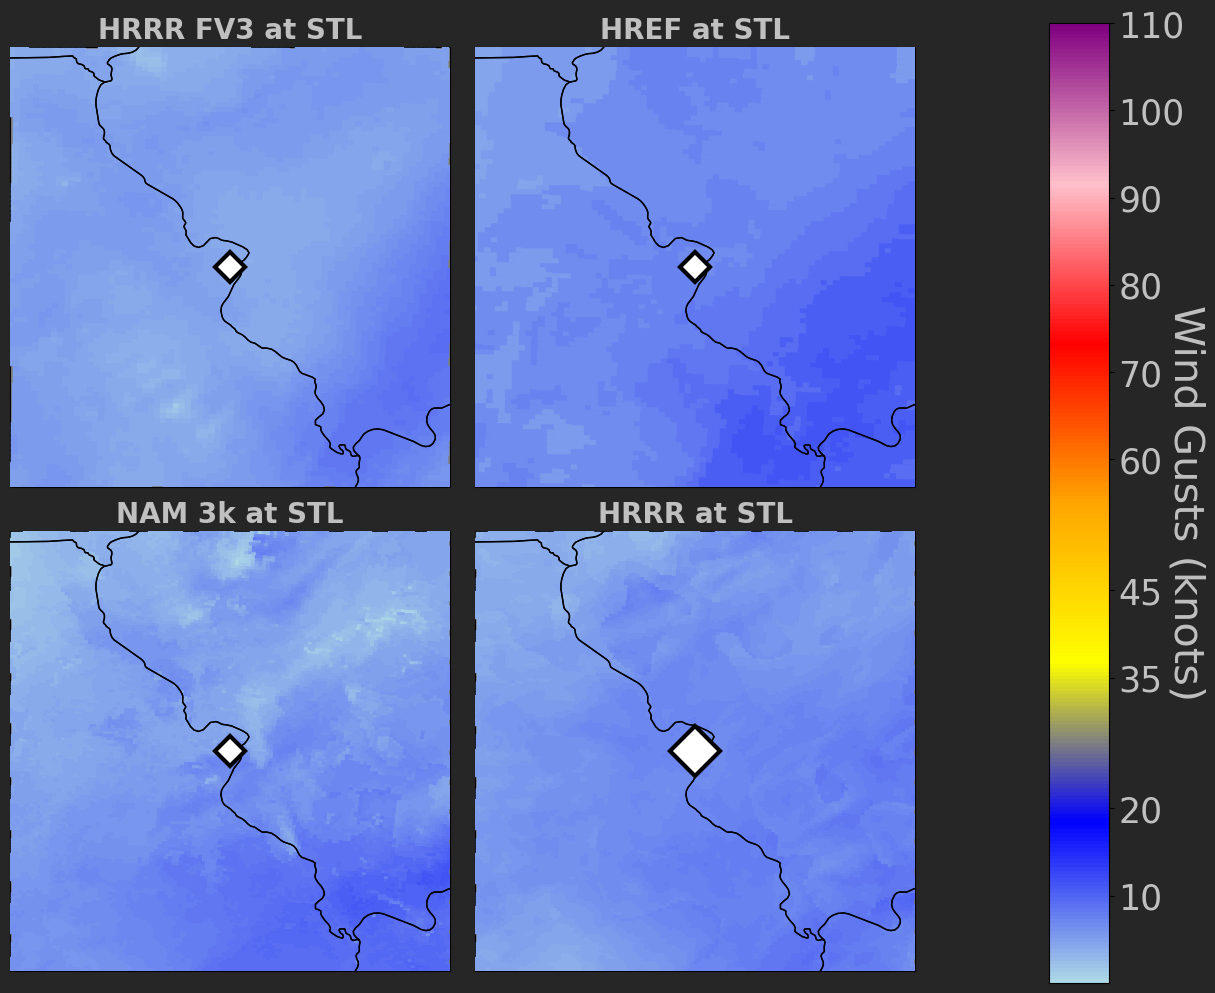 HRRR FV3 at STL
HREF at STL
NAM 3k at STL
HRRR at STL
110
100
90
80
70
60
45
35
20
10
Wind Gusts (knots)